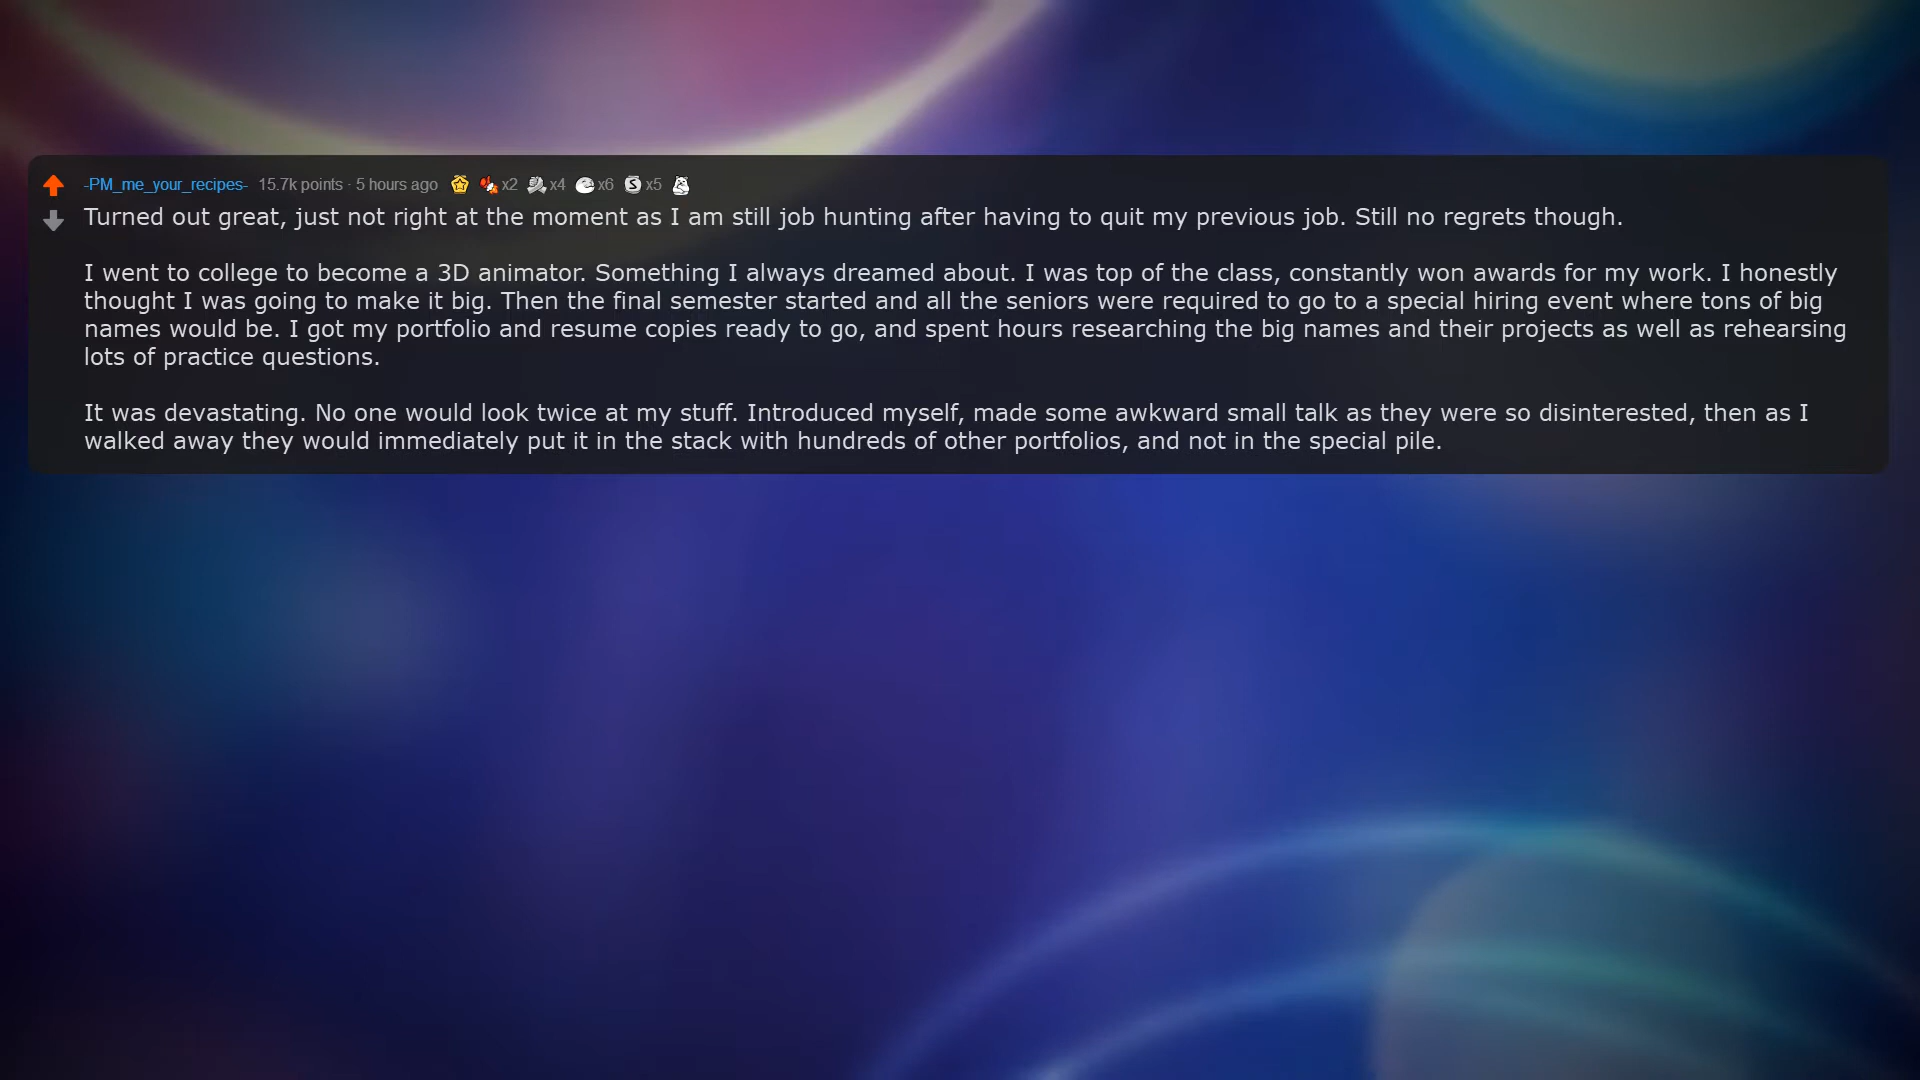 -PM_me_your_recipes- 15.7k points · 5 hours ago x2 x4 x6 S x5
Turned out great, just not right at the moment as I am still job hunting after having to quit my previous job. Still no regrets though.
I went to college to become a 3D animator. Something I always dreamed about. I was top of the class, constantly won awards for my work. I honestly
thought I was going to make it big. Then the final semester started and all the seniors were required to go to a special hiring event where tons of big
names would be. I got my portfolio and resume copies ready to go, and spent hours researching the big names and their projects as well as rehearsing
lots of practice questions.
It was devastating. No one would look twice at my stuff. Introduced myself, made some awkward small talk as they were so disinterested, then as I
walked away they would immediately put it in the stack with hundreds of other portfolios, and not in the special pile.